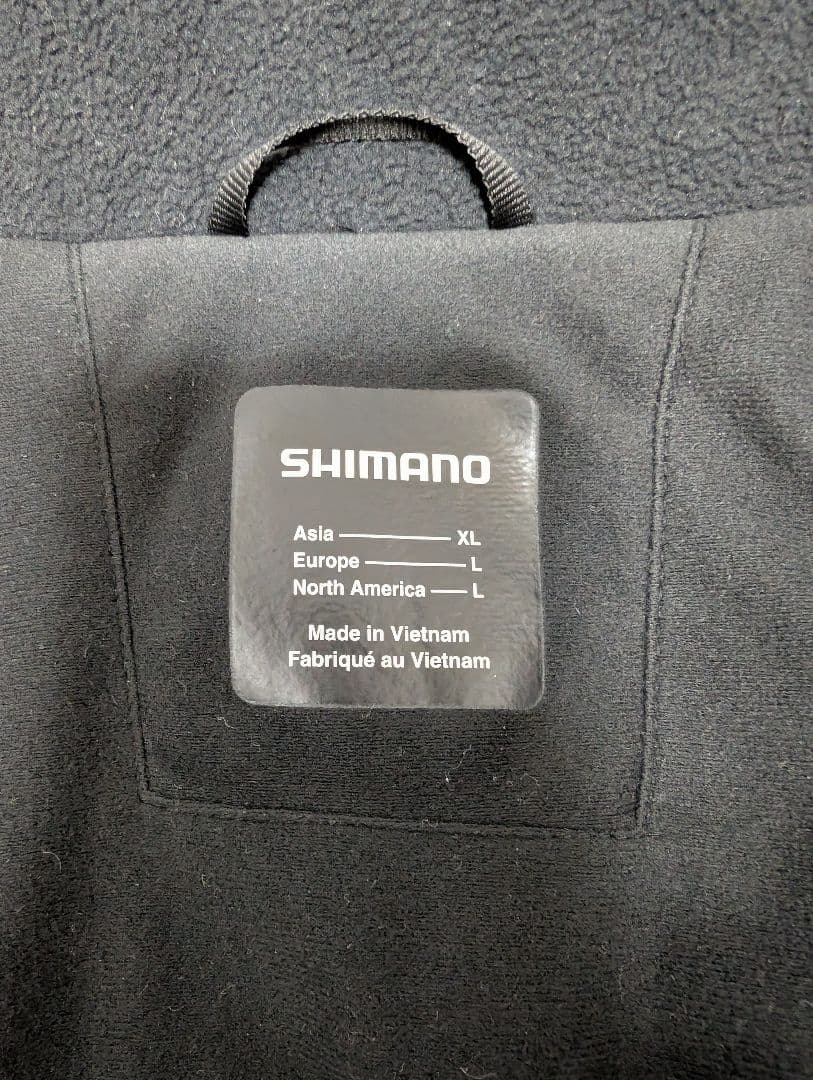 SHIMANO
Asia XL
Europe L
North America L
Made in Vietnam
Fabriqué au Vietnam